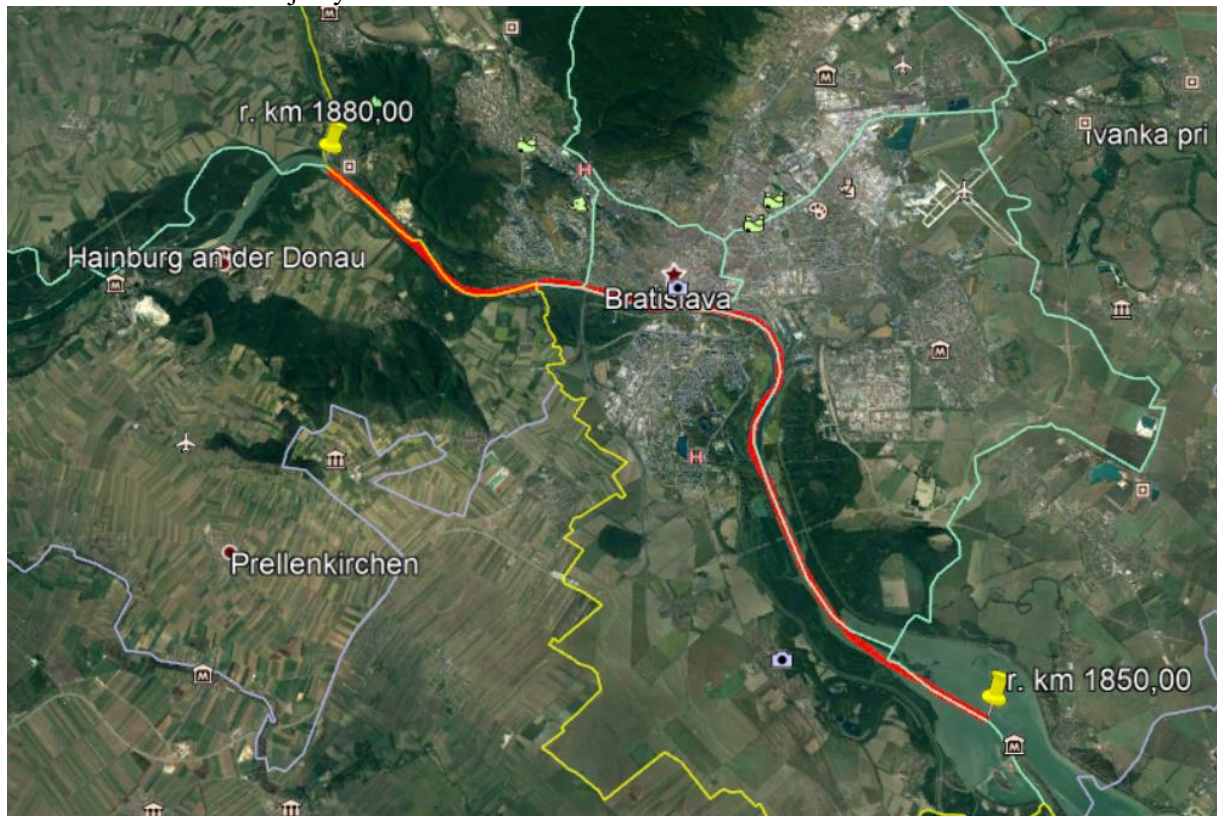 r. km 1880,00
Ivanka pri
Hainburg an der Donau
Bratislava
Prellenkirchen
r. km 1850,00